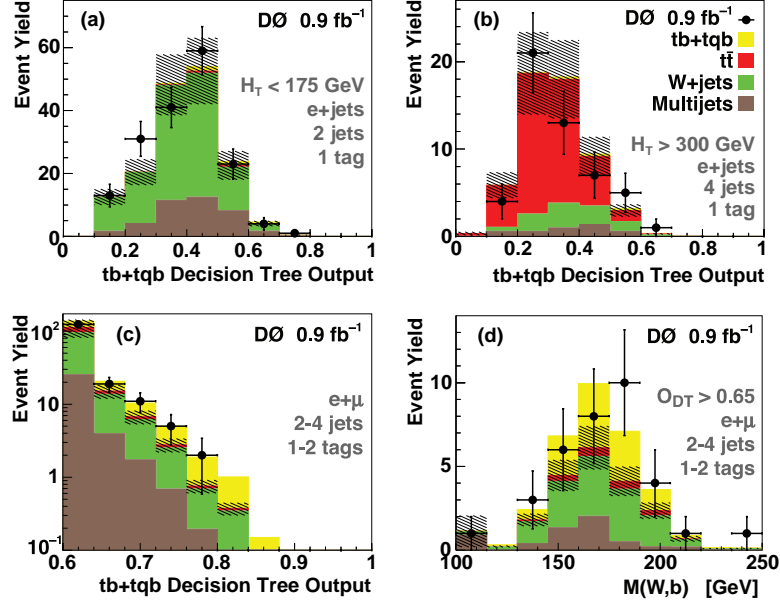 (a) DØ 0.9 fb⁻¹
Event Yield
60
40
20
0
H_T < 175 GeV
e+jets
2 jets
1 tag
0 0.2 0.4 0.6 0.8 1
tb+tqb Decision Tree Output
(b) DØ 0.9 fb⁻¹
tb+tqb
tt̄
W+jets
Multijets
Event Yield
20
10
0
H_T > 300 GeV
e+jets
4 jets
1 tag
0 0.2 0.4 0.6 0.8 1
tb+tqb Decision Tree Output
(c) DØ 0.9 fb⁻¹
Event Yield
10²
10
1
10⁻¹
e+μ
2-4 jets
1-2 tags
0.6 0.7 0.8 0.9 1
tb+tqb Decision Tree Output
(d) DØ 0.9 fb⁻¹
Event Yield
10
5
0
O_DT > 0.65
e+μ
2-4 jets
1-2 tags
100 150 200 250
M(W,b) [GeV]